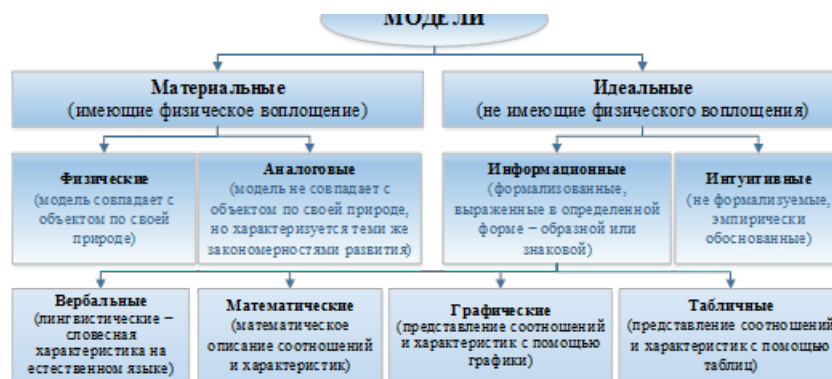 МОДЕЛИ
Материальные
(имеющие физическое воплощение)
Идеальные
(не имеющие физического воплощения)
Физические
(модель совпадает с
объектом по своей
природе)
Аналоговые
(модель не совпадает с
объектом по своей природе,
но характеризуется теми же
закономерностями развития)
Информационные
(формализованные,
выраженные в определенной
форме – образной или
знаковой)
Интуитивные
(не формализуемые,
эмпирически
обоснованные)
Вербальные
(лингвистические –
словесная
характеристика на
естественном языке)
Математические
(математическое
описание соотношений
и характеристик)
Графические
(представление соотношений
и характеристик с помощью
графики)
Табличные
(представление соотношений
и характеристик с помощью
таблиц)